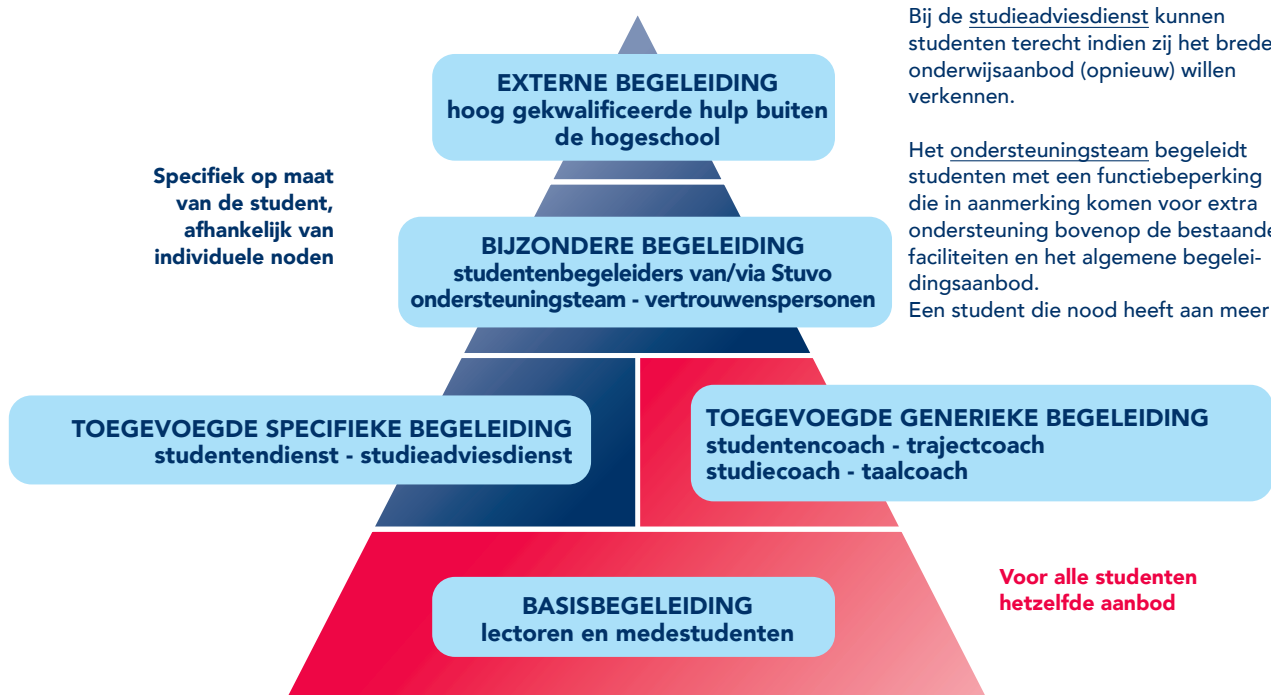 Bij de studieadviesdienst kunnen
studenten terecht indien zij het brede
onderwijsaanbod (opnieuw) willen
verkennen.
Het ondersteuningsteam begeleidt
studenten met een functiebeperking
die in aanmerking komen voor extra
ondersteuning bovenop de bestaande
faciliteiten en het algemene begelei-
dingsaanbod.
Een student die nood heeft aan meer
EXTERNE BEGELEIDING
hoog gekwalificeerde hulp buiten
de hogeschool
Specifiek op maat
van de student,
afhankelijk van
individuele noden
BIJZONDERE BEGELEIDING
studentenbegeleiders van/via Stuvo
ondersteuningsteam - vertrouwenspersonen
TOEGEVOEGDE SPECIFIEKE BEGELEIDING
studentendienst - studieadviesdienst
TOEGEVOEGDE GENERIEKE BEGELEIDING
studentencoach - trajectcoach
studiecoach - taalcoach
Voor alle studenten
hetzelfde aanbod
BASISBEGELEIDING
lectoren en medestudenten